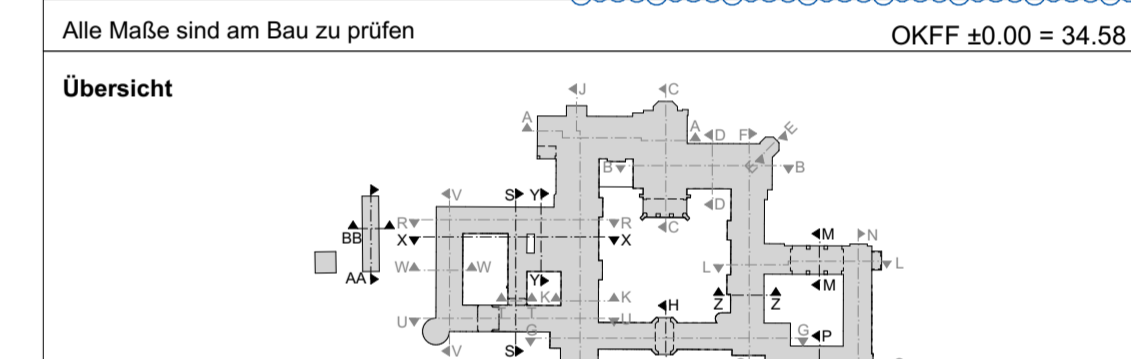 Alle Maße sind am Bau zu prüfen
OKFF ±0.00 = 34.58
Übersicht
J C
A A D F E
B E B
V S Y D
R R C
BB X X M N
W W L L
AA Y M
K K H Z Z
T T
U U G G P
V S